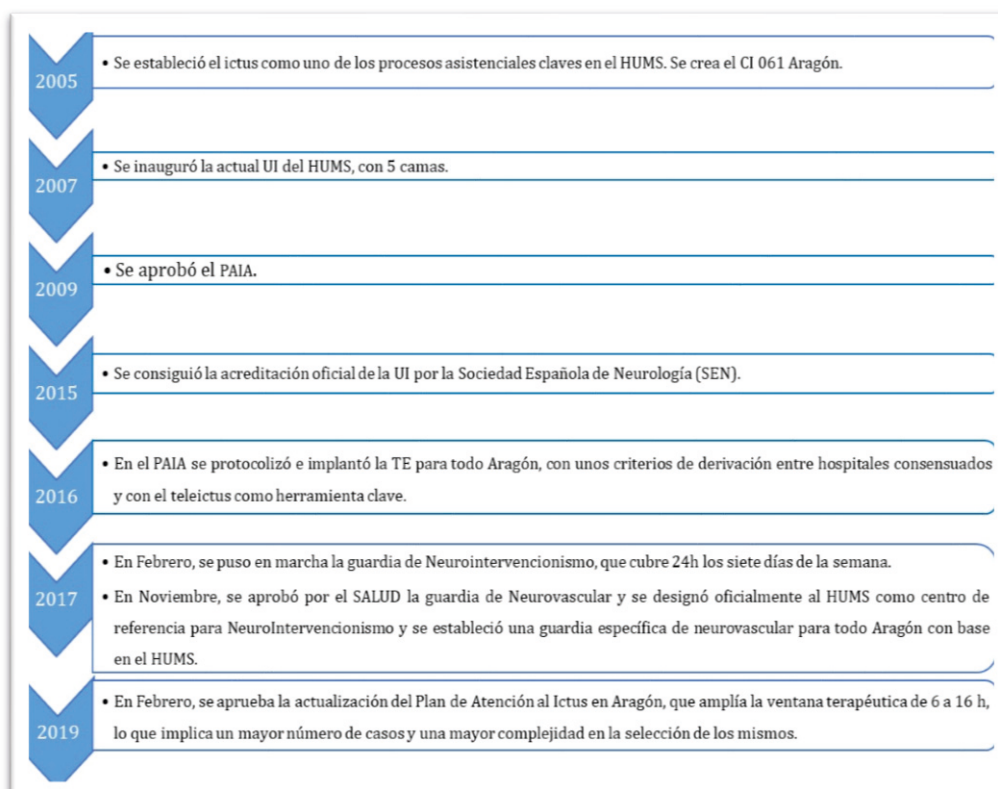 2005
• Se estableció el ictus como uno de los procesos asistenciales claves en el HUMS. Se crea el CI 061 Aragón.
2007
• Se inauguró la actual UI del HUMS, con 5 camas.
2009
• Se aprobó el PAIA.
2015
• Se consiguió la acreditación oficial de la UI por la Sociedad Española de Neurología (SEN).
2016
• En el PAIA se protocolizó e implantó la TE para todo Aragón, con unos criterios de derivación entre hospitales consensuados
y con el teleictus como herramienta clave.
2017
• En Febrero, se puso en marcha la guardia de Neurointervencionismo, que cubre 24h los siete días de la semana.
• En Noviembre, se aprobó por el SALUD la guardia de Neurovascular y se designó oficialmente al HUMS como centro de
referencia para NeuroIntervencionismo y se estableció una guardia específica de neurovascular para todo Aragón con base
en el HUMS.
2019
• En Febrero, se aprueba la actualización del Plan de Atención al Ictus en Aragón, que amplía la ventana terapéutica de 6 a 16 h,
lo que implica un mayor número de casos y una mayor complejidad en la selección de los mismos.